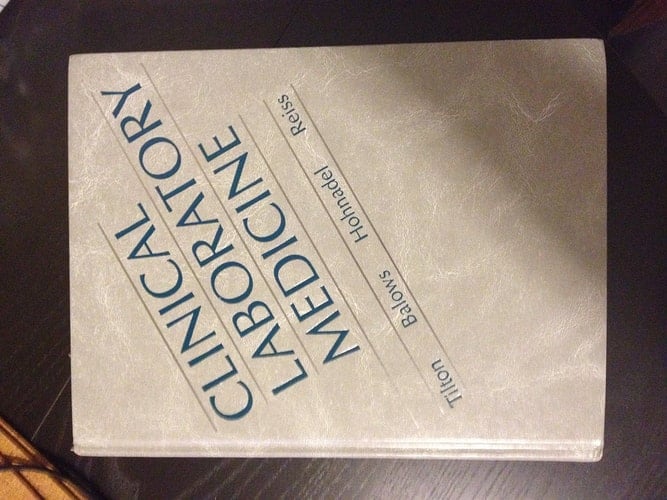 CLINICAL
LABORATORY
MEDICINE
Tilton Balows Hohnadel Reiss